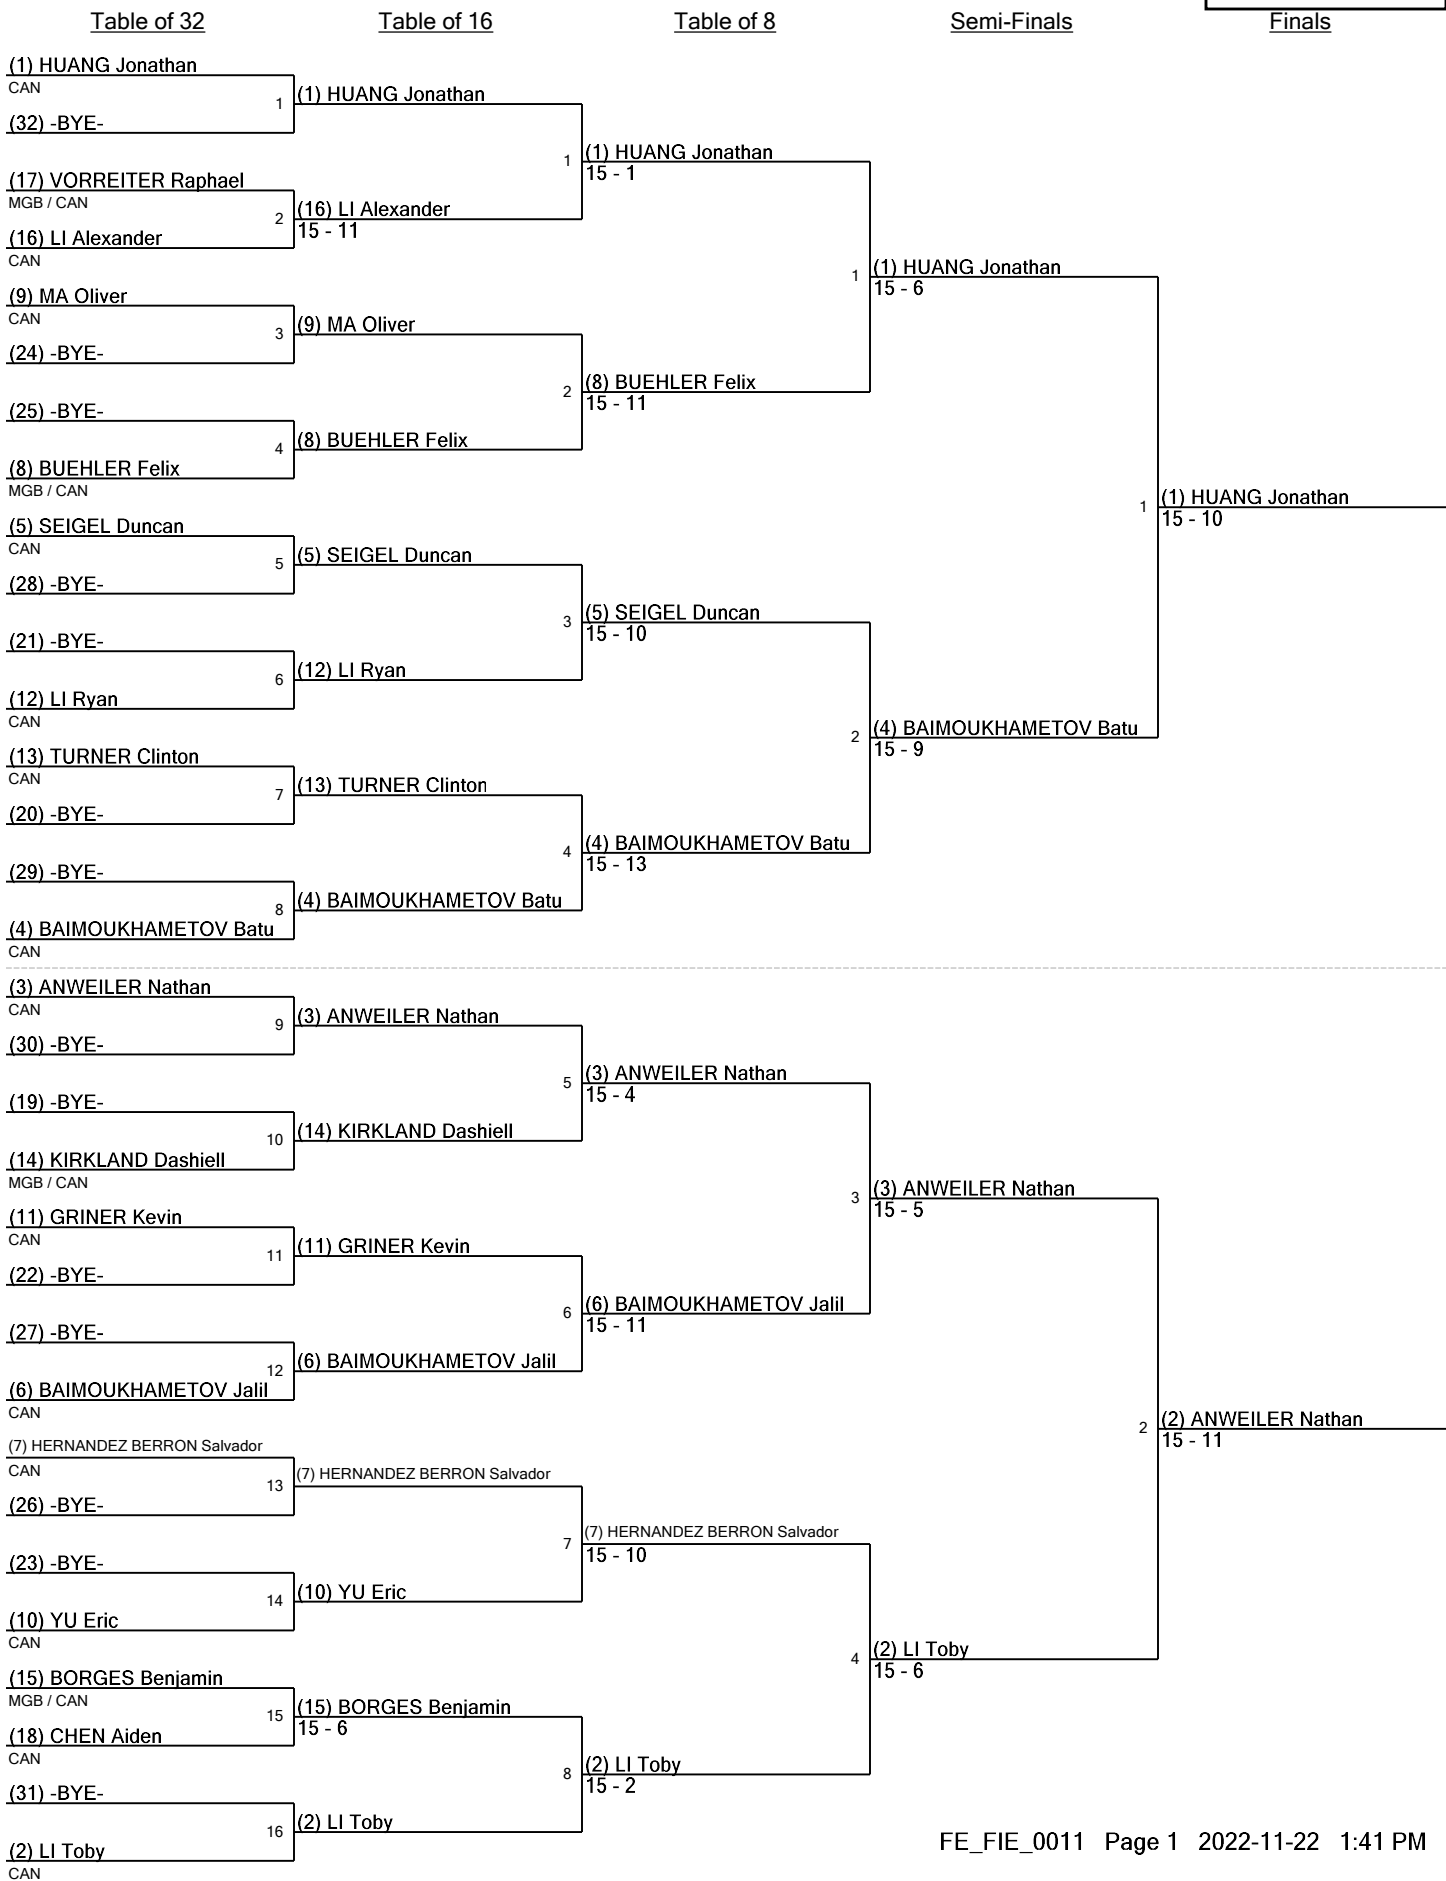 Table of 32 Table of 16 Table of 8 Semi-Finals Finals
(1) HUANG Jonathan
CAN
1 (1) HUANG Jonathan
(32) -BYE-
1 (1) HUANG Jonathan
15 - 1
(17) VORREITER Raphael
MGB / CAN
2 (16) LI Alexander
15 - 11
(16) LI Alexander
CAN
1 (1) HUANG Jonathan
15 - 6
(9) MA Oliver
CAN
3 (9) MA Oliver
(24) -BYE-
2 (8) BUEHLER Felix
15 - 11
(25) -BYE-
4 (8) BUEHLER Felix
(8) BUEHLER Felix
MGB / CAN
1 (1) HUANG Jonathan
15 - 10
(5) SEIGEL Duncan
CAN
5 (5) SEIGEL Duncan
(28) -BYE-
3 (5) SEIGEL Duncan
15 - 10
(21) -BYE-
6 (12) LI Ryan
(12) LI Ryan
CAN
2 (4) BAIMOUKHAMETOV Batu
15 - 9
(13) TURNER Clinton
CAN
7 (13) TURNER Clinton
(20) -BYE-
4 (4) BAIMOUKHAMETOV Batu
15 - 13
(29) -BYE-
8 (4) BAIMOUKHAMETOV Batu
(4) BAIMOUKHAMETOV Batu
CAN
(3) ANWEILER Nathan
CAN
9 (3) ANWEILER Nathan
(30) -BYE-
5 (3) ANWEILER Nathan
15 - 4
(19) -BYE-
10 (14) KIRKLAND Dashiell
(14) KIRKLAND Dashiell
MGB / CAN
3 (3) ANWEILER Nathan
15 - 5
(11) GRINER Kevin
CAN
11 (11) GRINER Kevin
(22) -BYE-
6 (6) BAIMOUKHAMETOV Jalil
15 - 11
(27) -BYE-
12 (6) BAIMOUKHAMETOV Jalil
(6) BAIMOUKHAMETOV Jalil
CAN
2 (2) ANWEILER Nathan
15 - 11
(7) HERNANDEZ BERRON Salvador
CAN
13 (7) HERNANDEZ BERRON Salvador
(26) -BYE-
7 (7) HERNANDEZ BERRON Salvador
15 - 10
(23) -BYE-
14 (10) YU Eric
(10) YU Eric
CAN
4 (2) LI Toby
15 - 6
(15) BORGES Benjamin
MGB / CAN
15 (15) BORGES Benjamin
15 - 6
(18) CHEN Aiden
CAN
8 (2) LI Toby
15 - 2
(31) -BYE-
16 (2) LI Toby
(2) LI Toby
CAN
FE_FIE_0011 Page 1 2022-11-22 1:41 PM